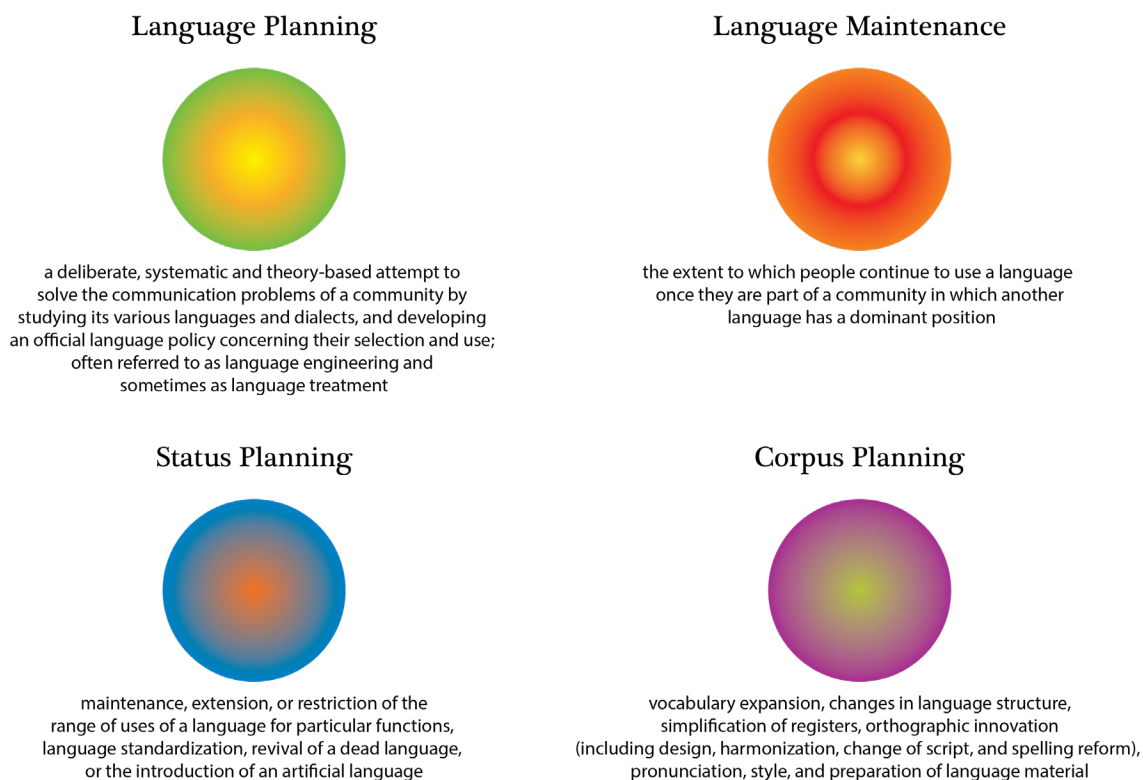 Language Planning
a deliberate, systematic and theory-based attempt to
solve the communication problems of a community by
studying its various languages and dialects, and developing
an official language policy concerning their selection and use;
often referred to as language engineering and
sometimes as language treatment
Language Maintenance
the extent to which people continue to use a language
once they are part of a community in which another
language has a dominant position
Status Planning
maintenance, extension, or restriction of the
range of uses of a language for particular functions,
language standardization, revival of a dead language,
or the introduction of an artificial language
Corpus Planning
vocabulary expansion, changes in language structure,
simplification of registers, orthographic innovation
(including design, harmonization, change of script, and spelling reform),
pronunciation, style, and preparation of language material